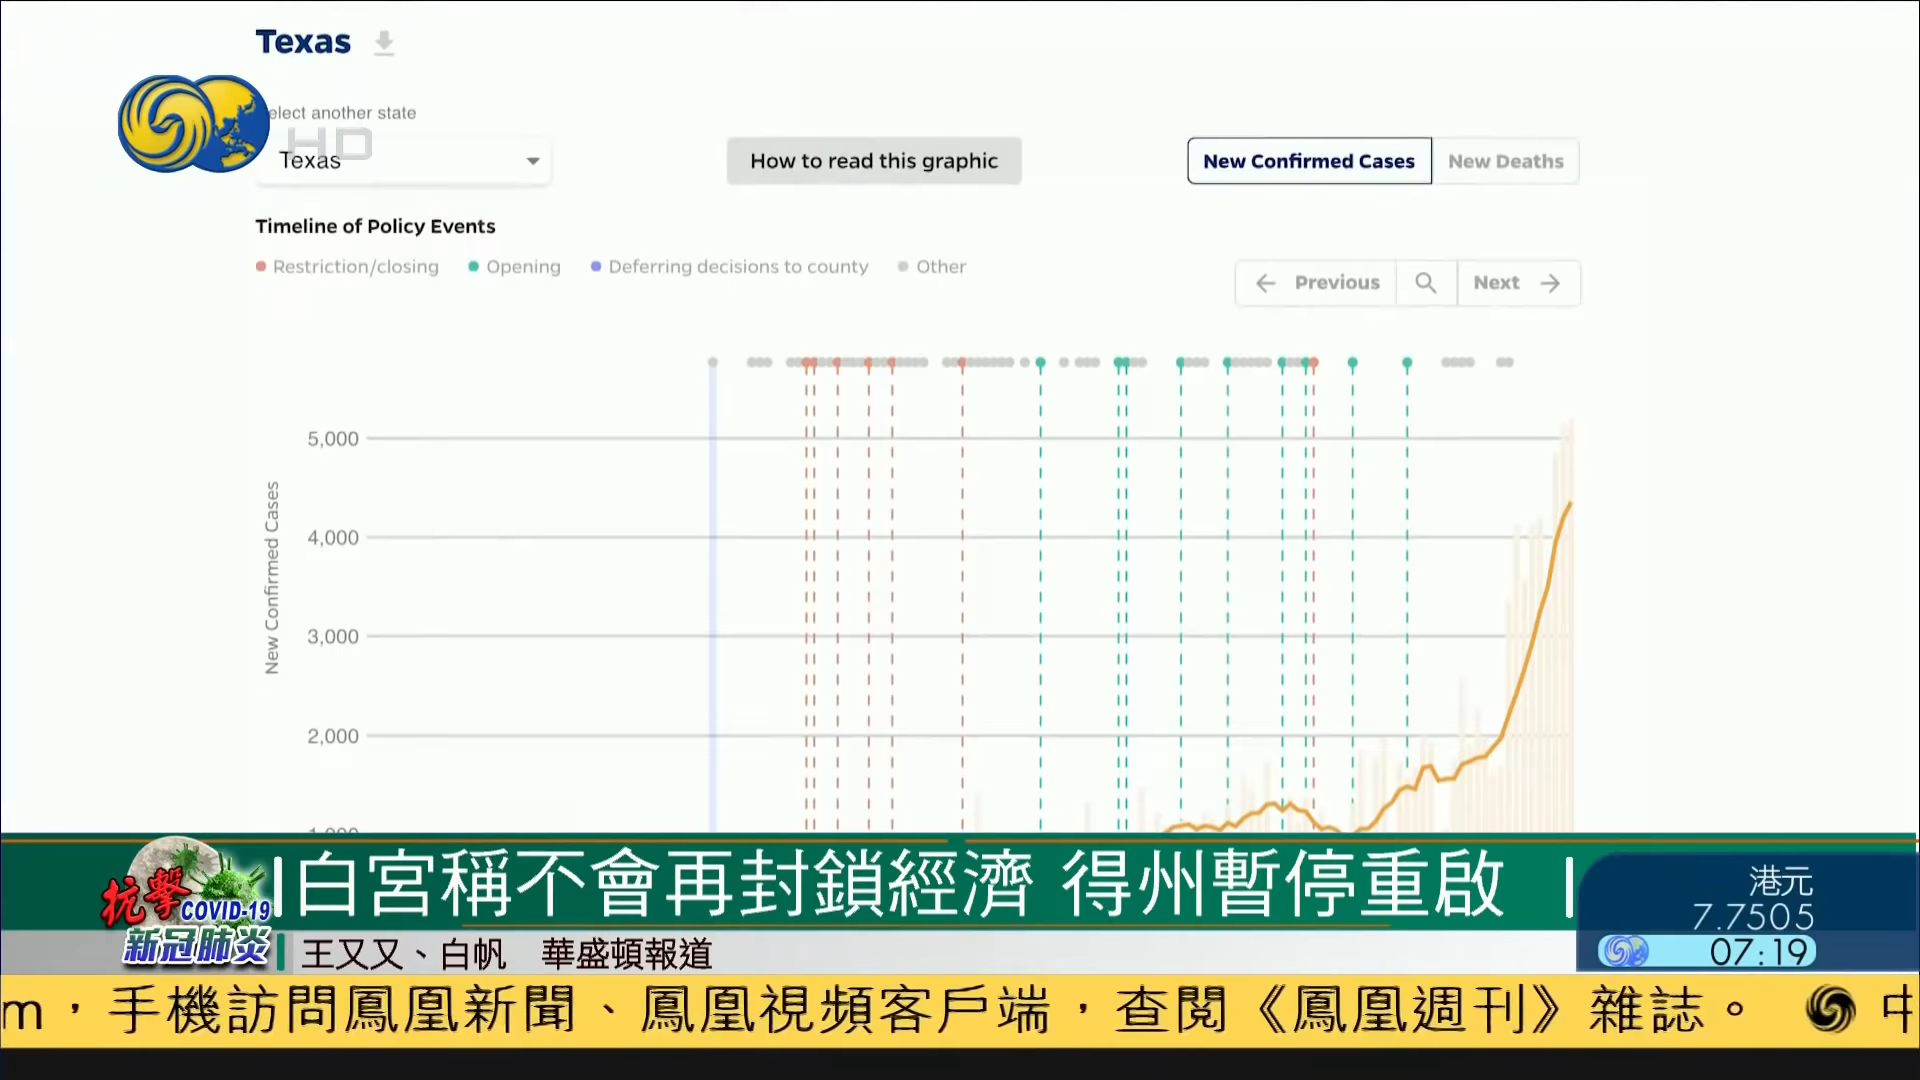 Texas
elect another state
HD
Texas
How to read this graphic
New Confirmed Cases
New Deaths
Timeline of Policy Events
Restriction/closing
Opening
Deferring decisions to county
Other
Previous
Next
5,000
4,000
3,000
2,000
1,000
New Confirmed Cases
抗擊
COVID-19
新冠肺炎
白宮稱不會再封鎖經濟 得州暫停重啟
王又又、白帆 華盛頓報道
港元
7.7505
07:19
m，手機訪問鳳凰新聞、鳳凰視頻客戶端，查閱《鳳凰週刊》雜誌。 中